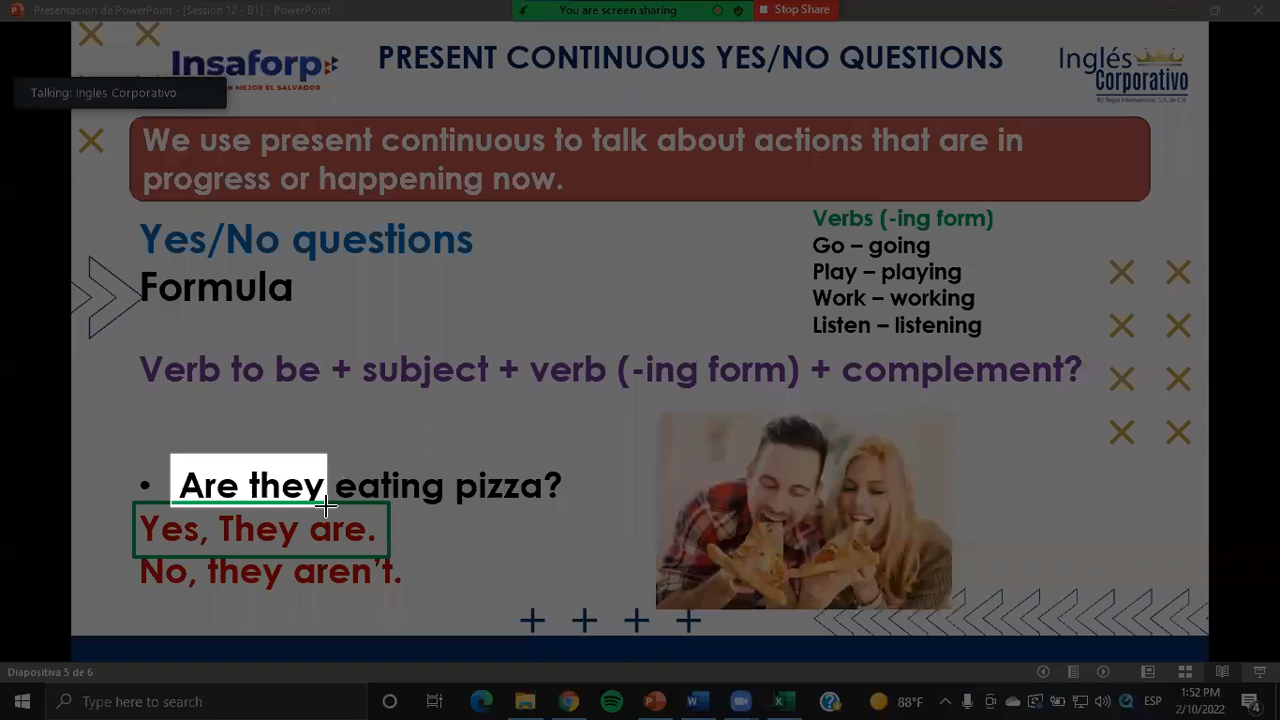 Presentación de PowerPoint - [Session 12 - B1] - PowerPoint
You are screen sharing
Stop Share
Insaforp
N MEJOR EL SALVADOR
PRESENT CONTINUOUS YES/NO QUESTIONS
Inglés
Corporativo
Talking: Ingles Corporativo
We use present continuous to talk about actions that are in
progress or happening now.
Yes/No questions
Formula
Verbs (-ing form)
Go – going
Play – playing
Work – working
Listen – listening
Verb to be + subject + verb (-ing form) + complement?
• Are they eating pizza?
Yes, They are.
No, they aren't.
Diapositiva 5 de 6
Type here to search
88°F
ESP
1:52 PM
2/10/2022
4